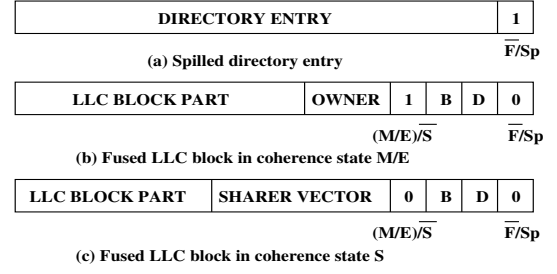 DIRECTORY ENTRY 1
F̅/Sp
(a) Spilled directory entry
LLC BLOCK PART OWNER 1 B D 0
(M/E)/S̅ F̅/Sp
(b) Fused LLC block in coherence state M/E
LLC BLOCK PART SHARER VECTOR 0 B D 0
(M/E)/S̅ F̅/Sp
(c) Fused LLC block in coherence state S